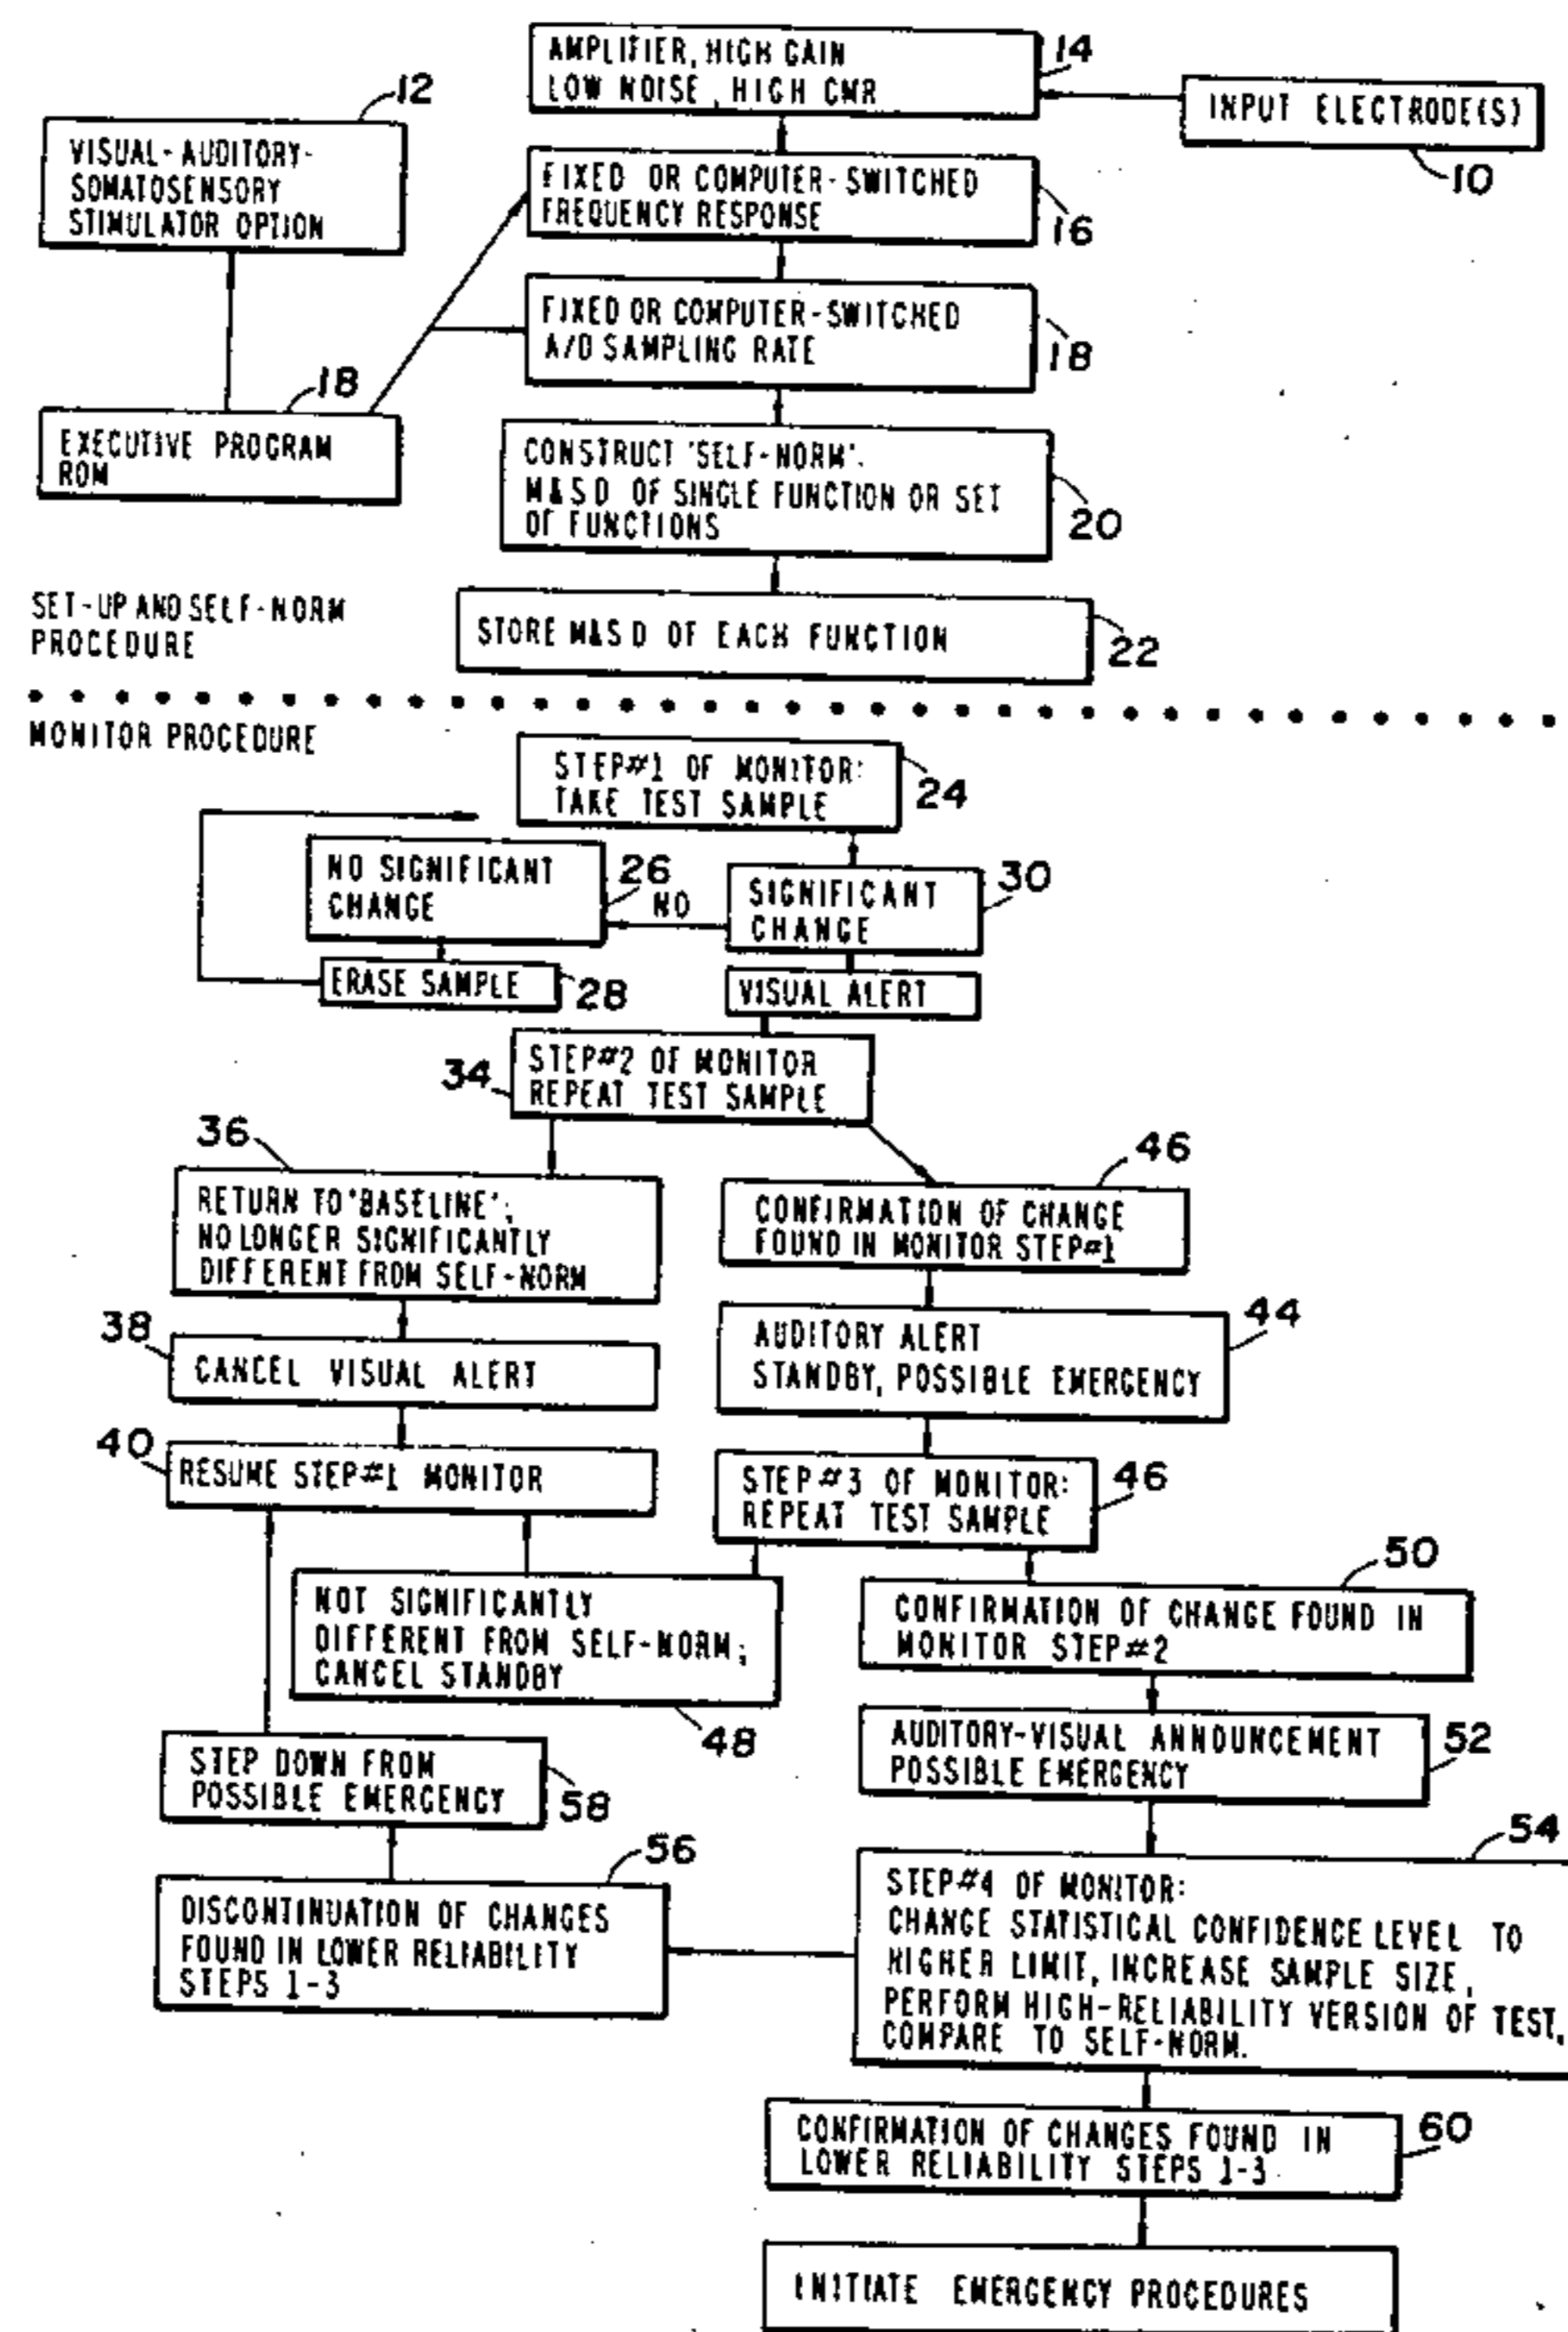 AMPLIFIER, HIGH GAIN
LOW NOISE, HIGH CMR
14
INPUT ELECTRODE(S)
10
12
VISUAL-AUDITORY-
SOMATOSENSORY
STIMULATOR OPTION
FIXED OR COMPUTER-SWITCHED
FREQUENCY RESPONSE
16
FIXED OR COMPUTER-SWITCHED
A/D SAMPLING RATE
18
18
EXECUTIVE PROGRAM
ROM
CONSTRUCT 'SELF-NORM'.
M&SD OF SINGLE FUNCTION OR SET
OF FUNCTIONS
20
SET-UP AND SELF-NORM
PROCEDURE
STORE M&SD OF EACH FUNCTION
22
MONITOR PROCEDURE
STEP#1 OF MONITOR:
TAKE TEST SAMPLE
24
NO SIGNIFICANT
CHANGE
26
NO
SIGNIFICANT
CHANGE
30
ERASE SAMPLE
28
VISUAL ALERT
34
STEP#2 OF MONITOR
REPEAT TEST SAMPLE
36
RETURN TO 'BASELINE';
NO LONGER SIGNIFICANTLY
DIFFERENT FROM SELF-NORM
46
CONFIRMATION OF CHANGE
FOUND IN MONITOR STEP#1
38
CANCEL VISUAL ALERT
44
AUDITORY ALERT
STANDBY, POSSIBLE EMERGENCY
40
RESUME STEP#1 MONITOR
STEP#3 OF MONITOR:
REPEAT TEST SAMPLE
46
NOT SIGNIFICANTLY
DIFFERENT FROM SELF-NORM;
CANCEL STANDBY
48
50
CONFIRMATION OF CHANGE FOUND IN
MONITOR STEP#2
STEP DOWN FROM
POSSIBLE EMERGENCY
58
AUDITORY-VISUAL ANNOUNCEMENT
POSSIBLE EMERGENCY
52
56
DISCONTINUATION OF CHANGES
FOUND IN LOWER RELIABILITY
STEPS 1-3
54
STEP#4 OF MONITOR:
CHANGE STATISTICAL CONFIDENCE LEVEL TO
HIGHER LIMIT, INCREASE SAMPLE SIZE,
PERFORM HIGH-RELIABILITY VERSION OF TEST,
COMPARE TO SELF-NORM.
CONFIRMATION OF CHANGES FOUND IN
LOWER RELIABILITY STEPS 1-3
60
INITIATE EMERGENCY PROCEDURES